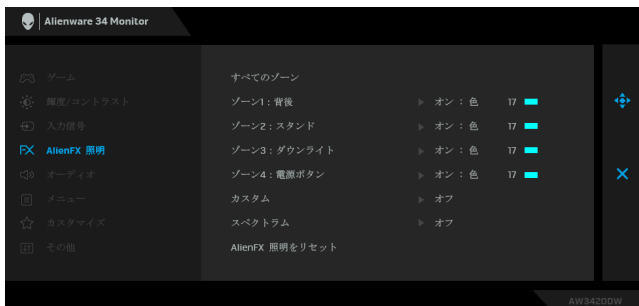 Alienware 34 Monitor
ゲーム
輝度/コントラスト
入力信号
FX AlienFX 照明
オーディオ
メニュー
カスタマイズ
その他
すべてのゾーン
ゾーン1：背後 オン：色 17
ゾーン2：スタンド オン：色 17
ゾーン3：ダウンライト オン：色 17
ゾーン4：電源ボタン オン：色 17
カスタム オフ
スペクトラム オフ
AlienFX 照明をリセット
AW3420DW